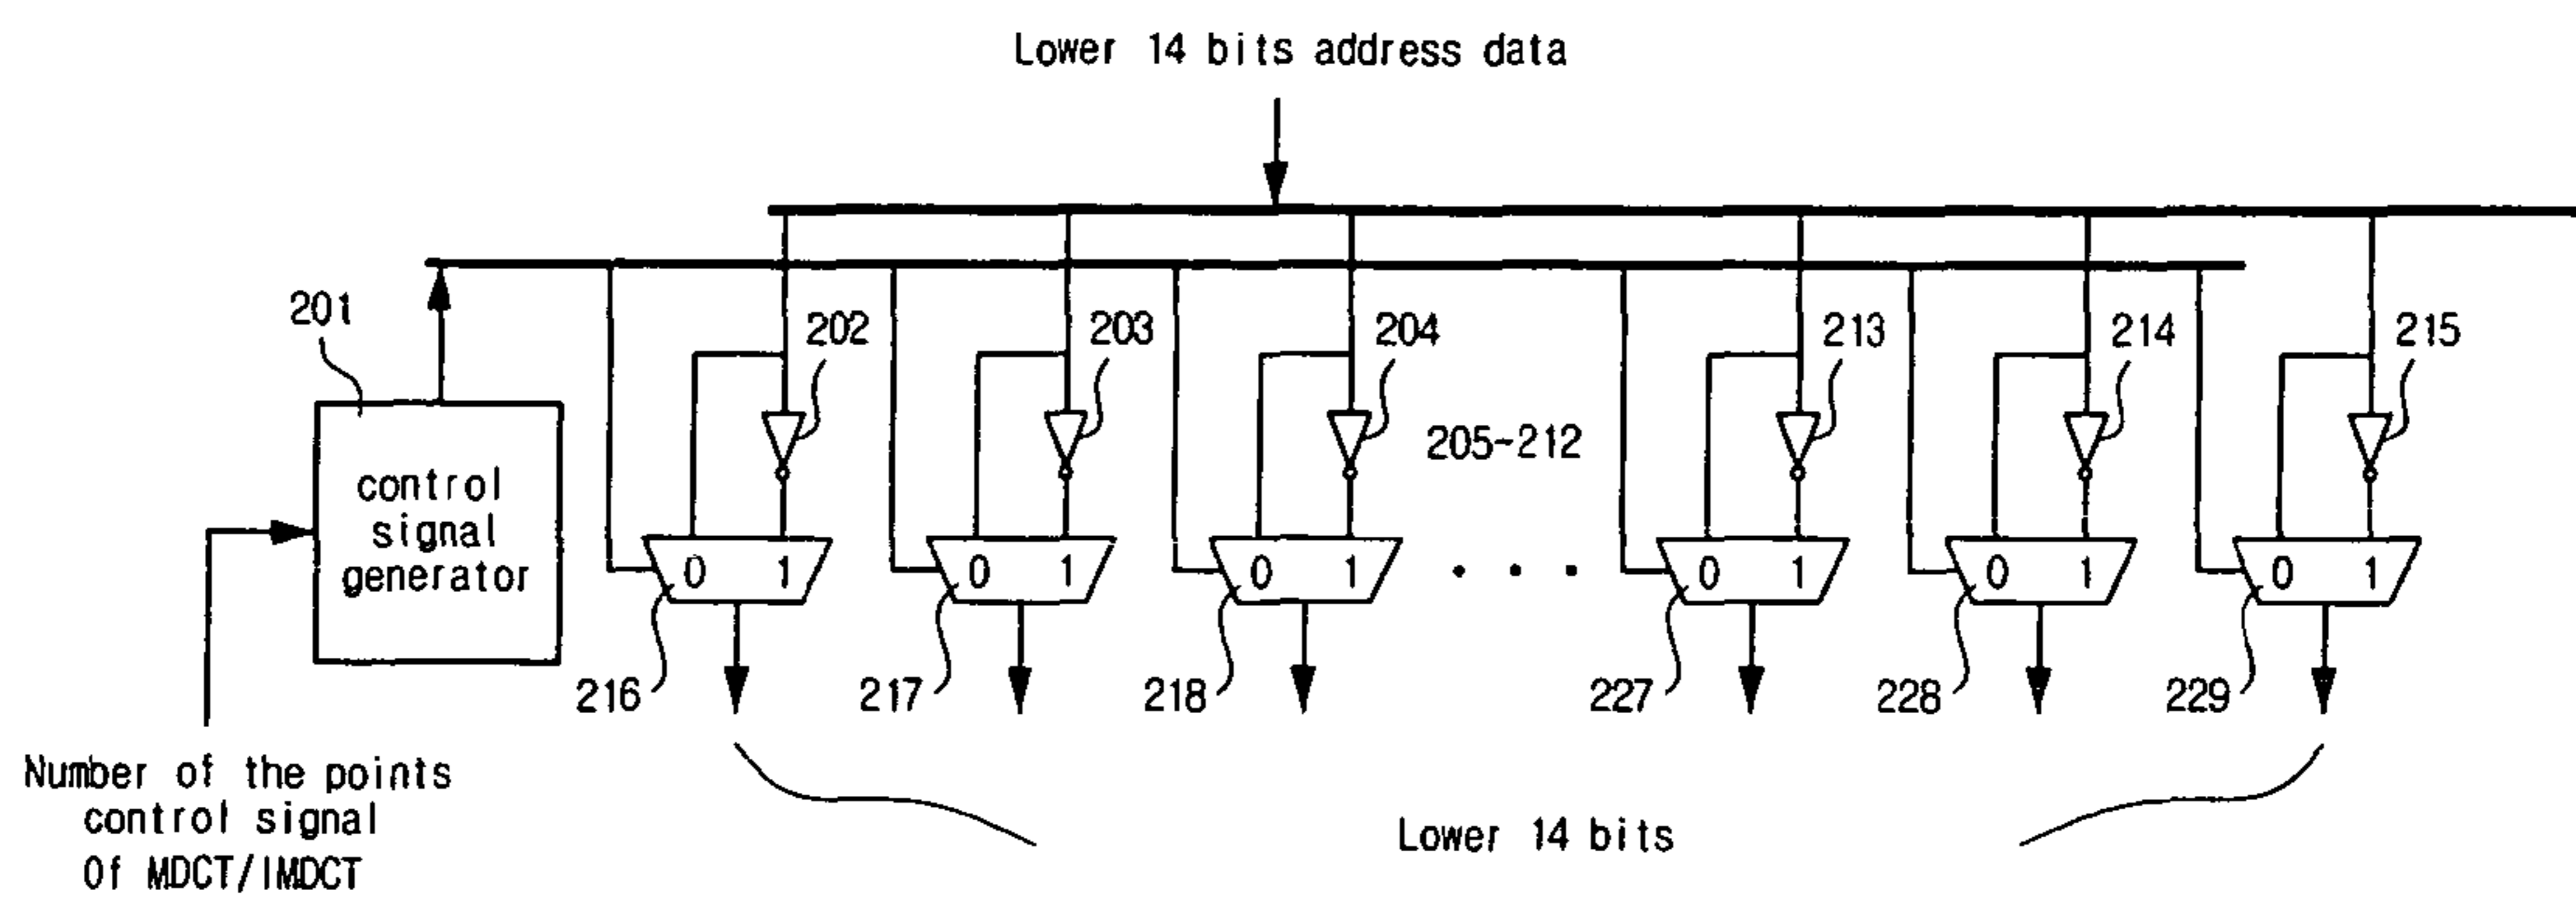 Lower 14 bits address data
201
202
203
204
213
214
215
205~212
control
signal
generator
0 1
0 1
0 1
. . .
0 1
0 1
0 1
216
217
218
227
228
229
Number of the points
control signal
Of MDCT/IMDCT
Lower 14 bits